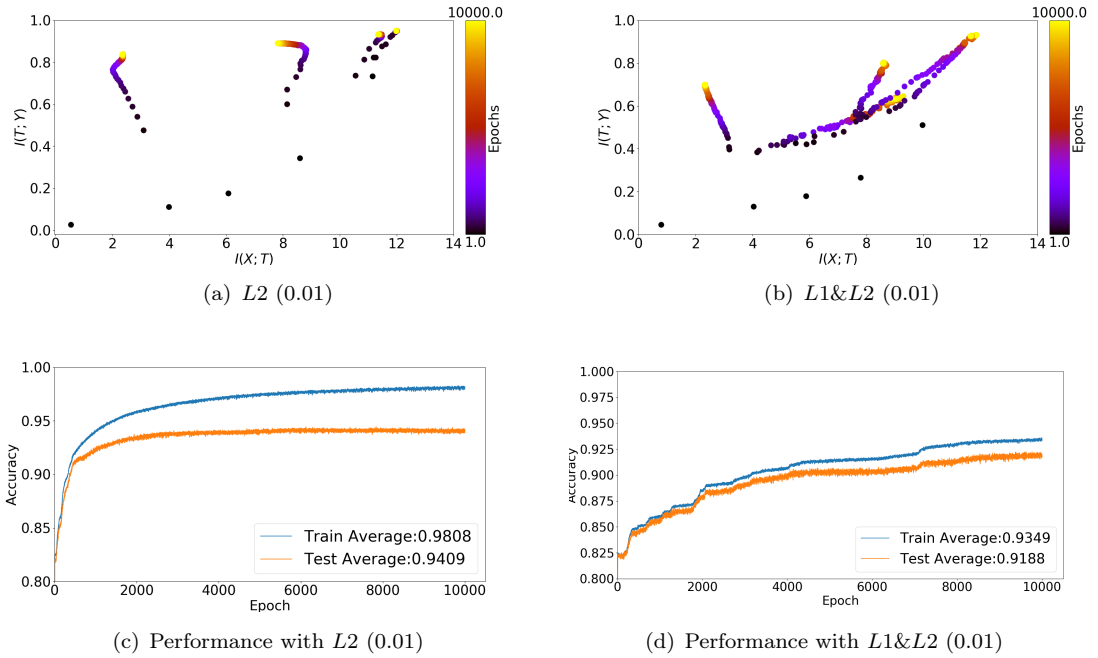 10000.0
1.0
0.8
0.6
0.4
0.2
0.0
I(T; Y)
0 2 4 6 8 10 12 14
I(X; T)
1.0
Epochs
(a) L2 (0.01)
10000.0
1.0
0.8
0.6
0.4
0.2
0.0
I(T; Y)
0 2 4 6 8 10 12 14
I(X; T)
1.0
Epochs
(b) L1&L2 (0.01)
1.00
0.95
0.90
0.85
0.80
Accuracy
Train Average:0.9808
Test Average:0.9409
0 2000 4000 6000 8000 10000
Epoch
(c) Performance with L2 (0.01)
1.000
0.975
0.950
0.925
0.900
0.875
0.850
0.825
0.800
Accuracy
Train Average:0.9349
Test Average:0.9188
0 2000 4000 6000 8000 10000
Epoch
(d) Performance with L1&L2 (0.01)